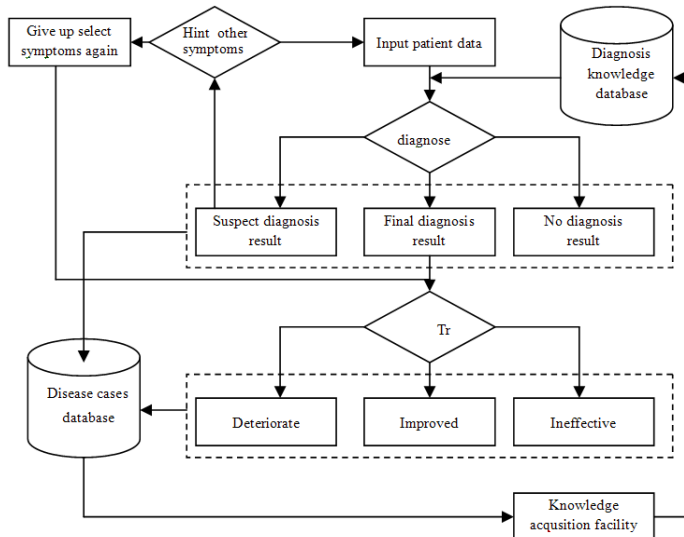 Give up select
symptoms again
Hint other
symptoms
Input patient data
Diagnosis
knowledge
database
diagnose
Suspect diagnosis
result
Final diagnosis
result
No diagnosis
result
Tr
Disease cases
database
Deteriorate
Improved
Ineffective
Knowledge
acqusition facility